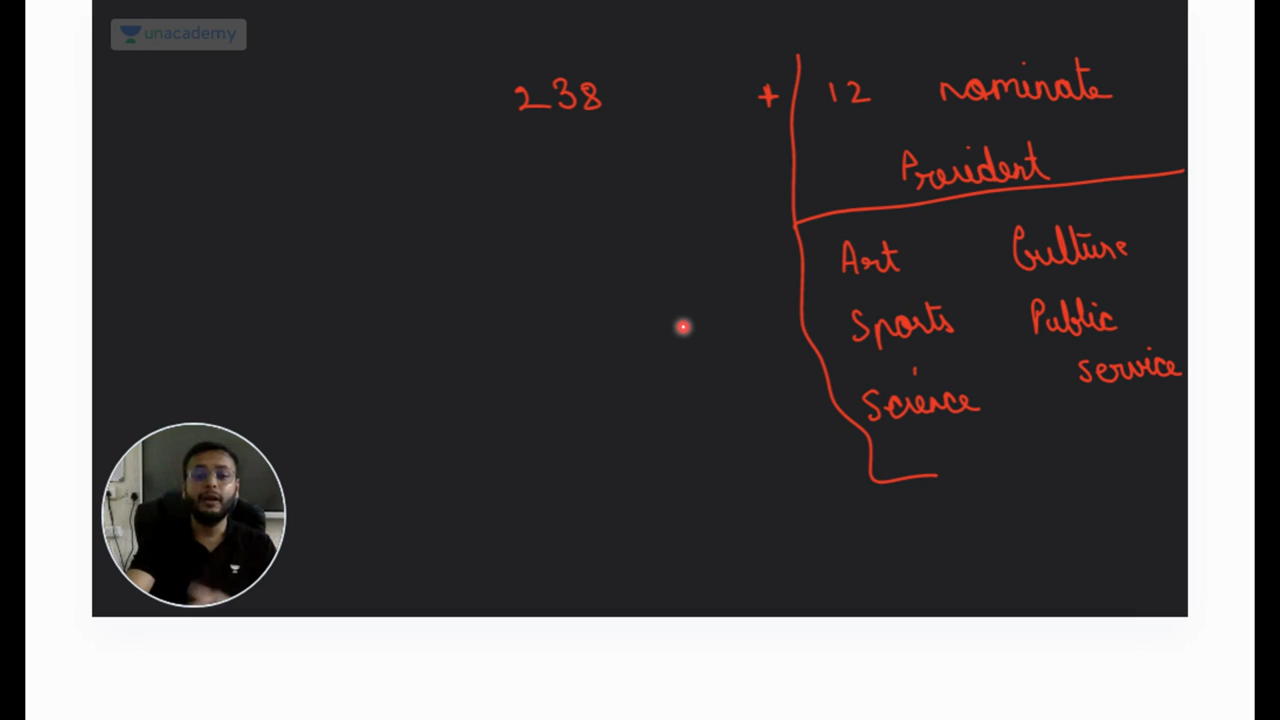 unacademy
238 + 12 nominate
President
Art Culture
Sports Public
service
Science